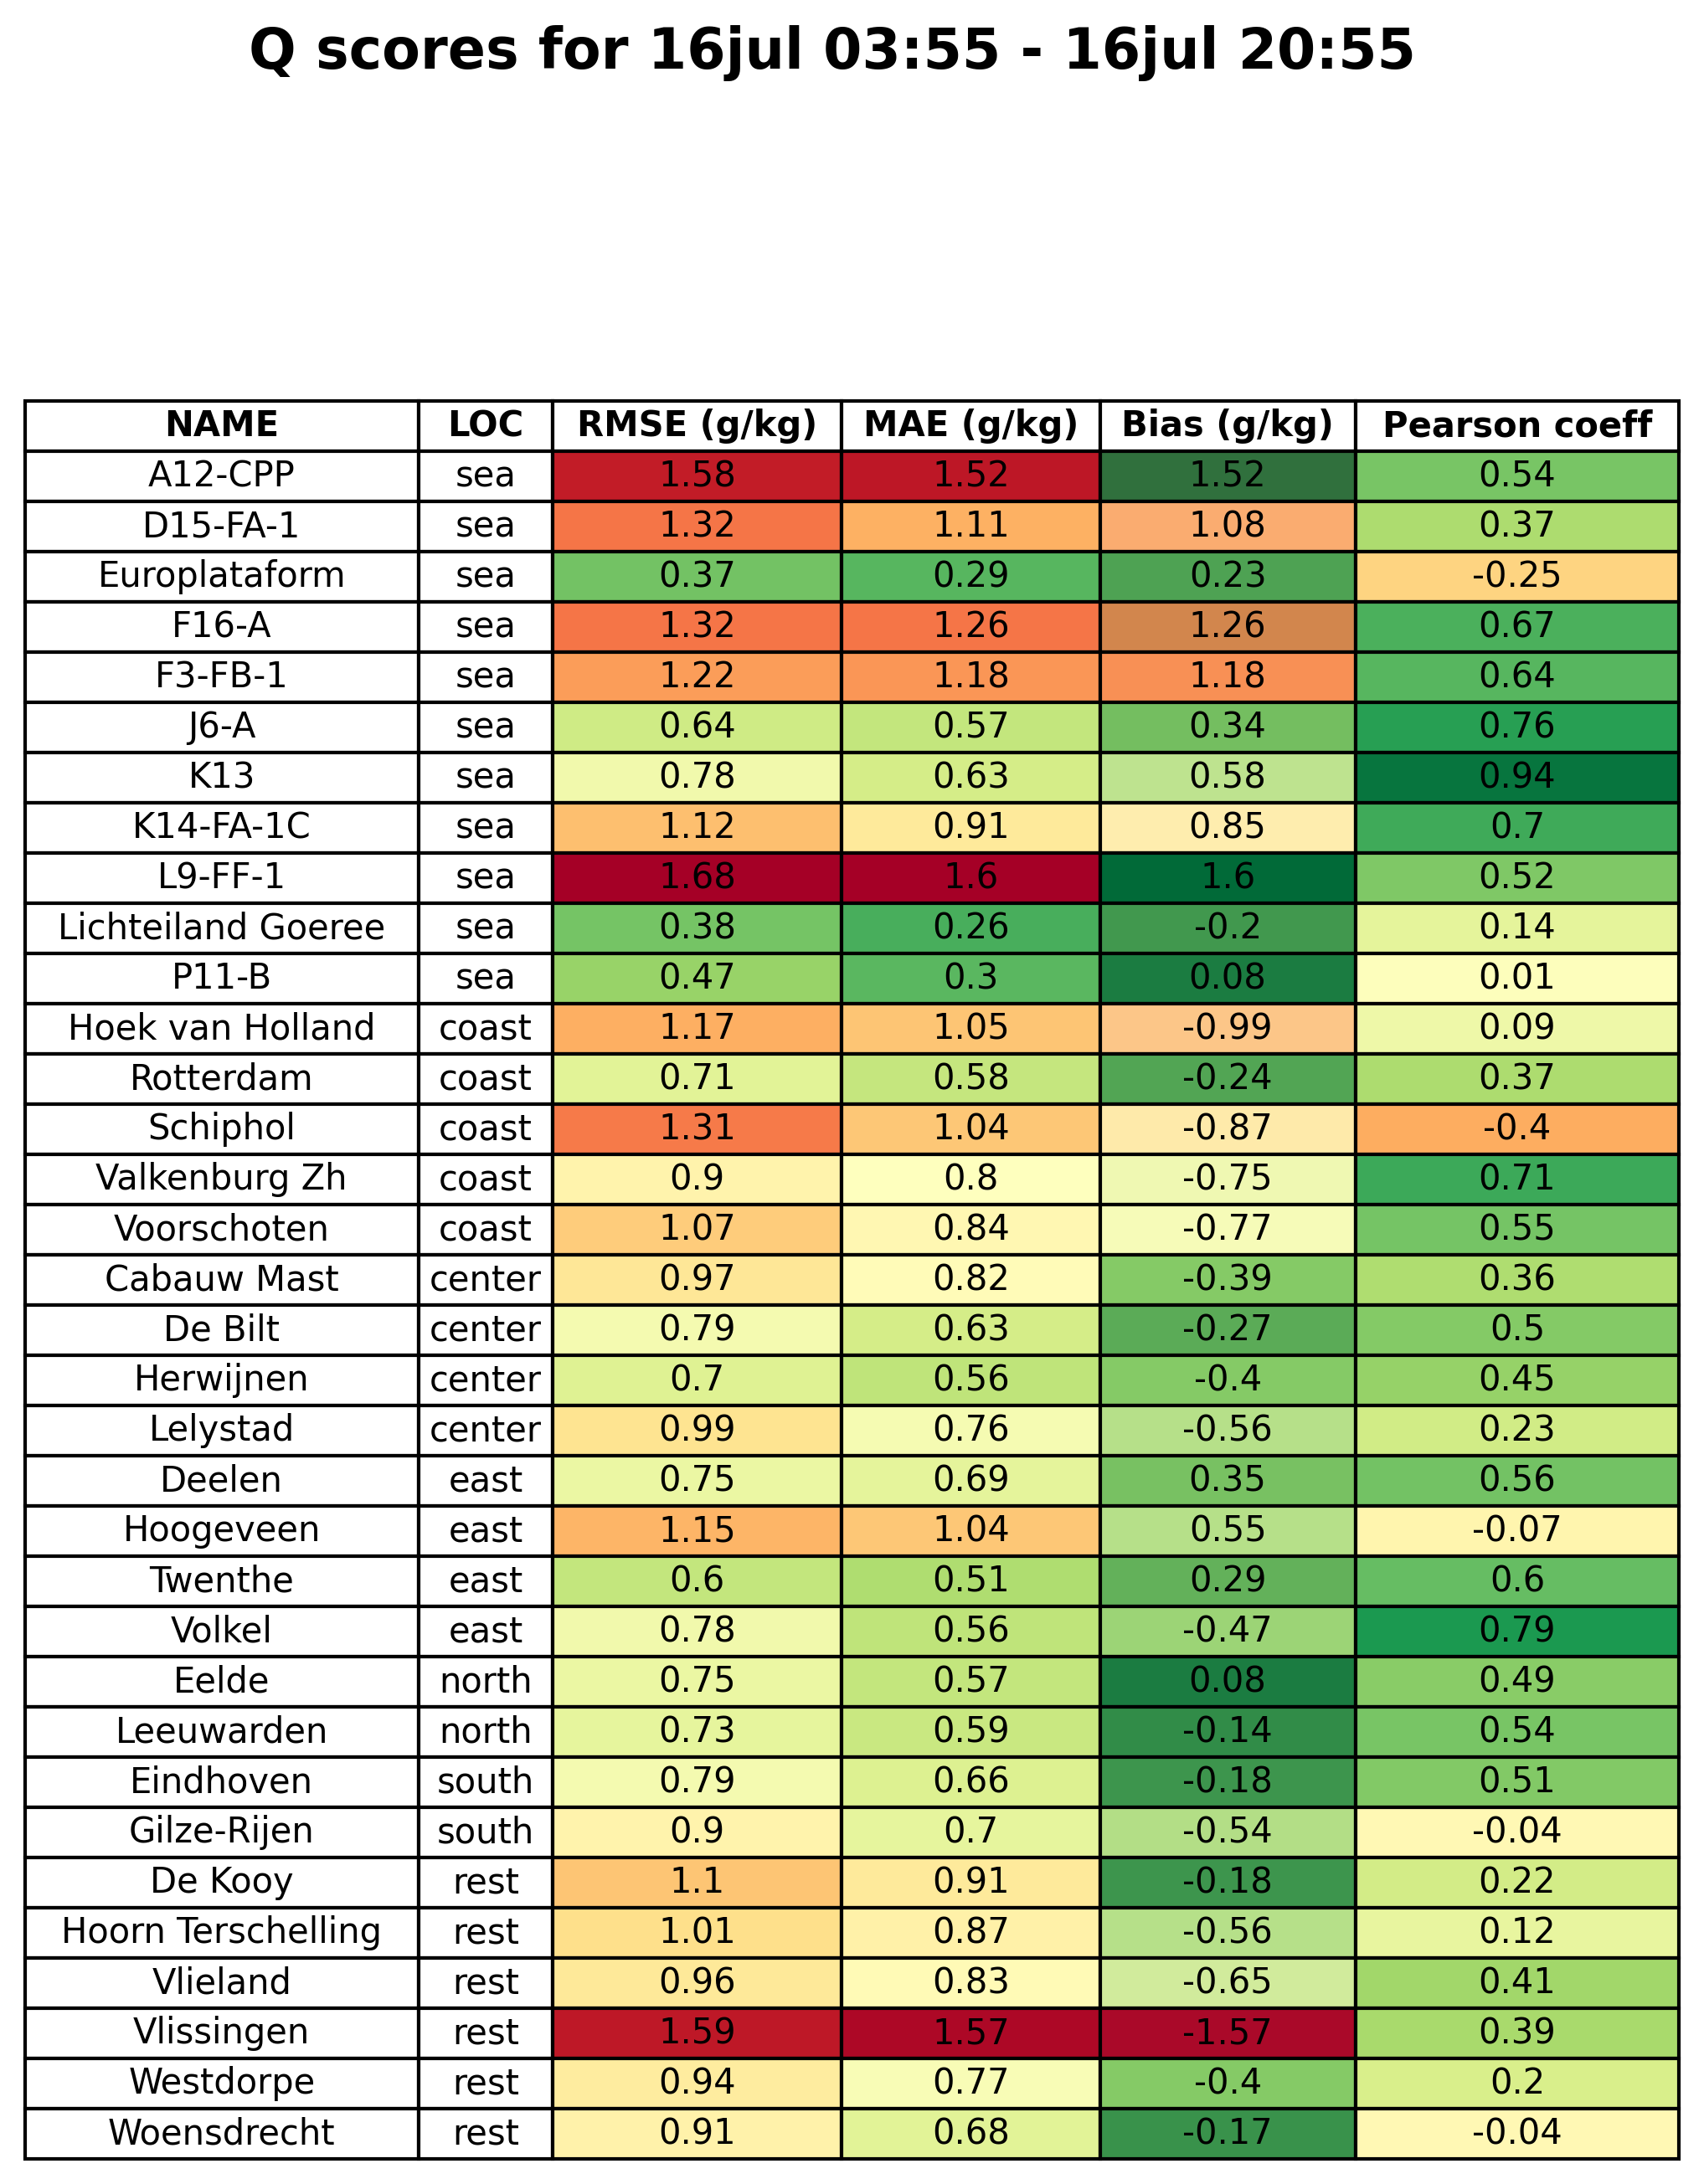 Q scores for 16jul 03:55 - 16jul 20:55
NAME LOC RMSE (g/kg) MAE (g/kg) Bias (g/kg) Pearson coeff
A12-CPP sea 1.58 1.52 1.52 0.54
D15-FA-1 sea 1.32 1.11 1.08 0.37
Europlataform sea 0.37 0.29 0.23 -0.25
F16-A sea 1.32 1.26 1.26 0.67
F3-FB-1 sea 1.22 1.18 1.18 0.64
J6-A sea 0.64 0.57 0.34 0.76
K13 sea 0.78 0.63 0.58 0.94
K14-FA-1C sea 1.12 0.91 0.85 0.7
L9-FF-1 sea 1.68 1.6 1.6 0.52
Lichteiland Goeree sea 0.38 0.26 -0.2 0.14
P11-B sea 0.47 0.3 0.08 0.01
Hoek van Holland coast 1.17 1.05 -0.99 0.09
Rotterdam coast 0.71 0.58 -0.24 0.37
Schiphol coast 1.31 1.04 -0.87 -0.4
Valkenburg Zh coast 0.9 0.8 -0.75 0.71
Voorschoten coast 1.07 0.84 -0.77 0.55
Cabauw Mast center 0.97 0.82 -0.39 0.36
De Bilt center 0.79 0.63 -0.27 0.5
Herwijnen center 0.7 0.56 -0.4 0.45
Lelystad center 0.99 0.76 -0.56 0.23
Deelen east 0.75 0.69 0.35 0.56
Hoogeveen east 1.15 1.04 0.55 -0.07
Twenthe east 0.6 0.51 0.29 0.6
Volkel east 0.78 0.56 -0.47 0.79
Eelde north 0.75 0.57 0.08 0.49
Leeuwarden north 0.73 0.59 -0.14 0.54
Eindhoven south 0.79 0.66 -0.18 0.51
Gilze-Rijen south 0.9 0.7 -0.54 -0.04
De Kooy rest 1.1 0.91 -0.18 0.22
Hoorn Terschelling rest 1.01 0.87 -0.56 0.12
Vlieland rest 0.96 0.83 -0.65 0.41
Vlissingen rest 1.59 1.57 -1.57 0.39
Westdorpe rest 0.94 0.77 -0.4 0.2
Woensdrecht rest 0.91 0.68 -0.17 -0.04